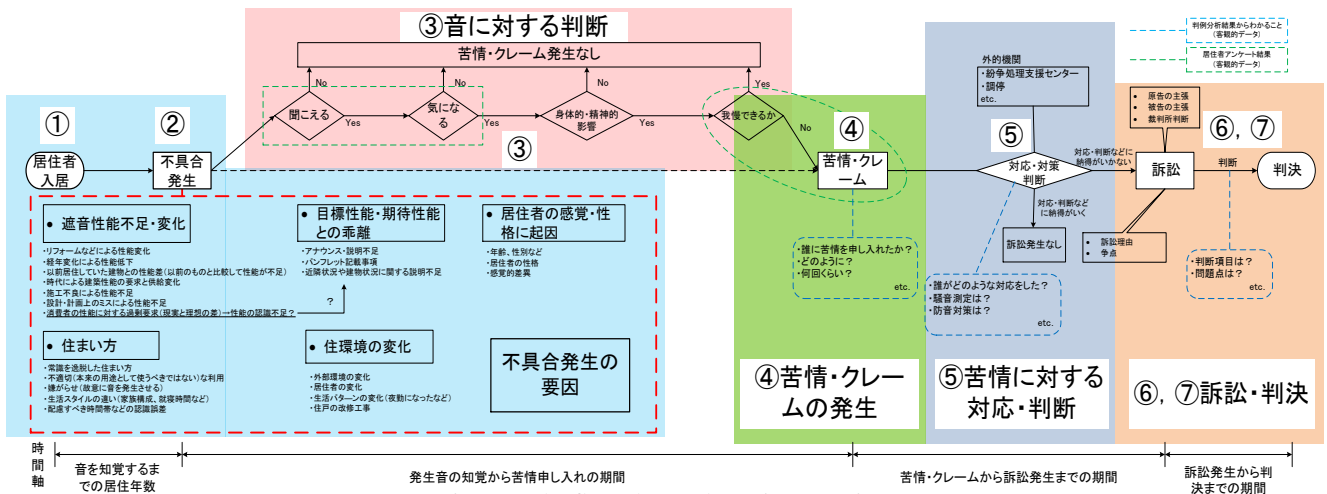 ③音に対する判断
苦情・クレーム発生なし
No
No
No
Yes
聞こえる
Yes
気にな
る
Yes
身体的・精神的
影響
Yes
我慢できるか
No
③
判例分析結果からわかること
(客観的データ)
居住者アンケート結果
(客観的データ)
外的機関
・紛争処理支援センター
・調停
etc.
• 原告の主張
• 被告の主張
• 裁判所判断
①
居住者
入居
②
不具合
発生
④
苦情・クレ
ーム
⑤
対応・対策
判断
対応・判断などに
納得がいかない
対応・判断など
に納得がいく
訴訟発生なし
⑥, ⑦
訴訟
判断
判決
• 訴訟理由
• 争点
• 遮音性能不足・変化
・リフォームなどによる性能変化
・経年変化による性能低下
・以前居住していた建物との性能差(以前のものと比較して性能が不足)
・時代による建築性能の要求と供給変化
・施工不良による性能不足
・設計・計画上のミスによる性能不足
・消費者の性能に対する過剰要求(現実と理想の差)→性能の認識不足?
?
• 目標性能・期待性能
との乖離
・アナウンス・説明不足
・パンフレット記載事項
・近隣状況や建物状況に関する説明不足
• 居住者の感覚・性
格に起因
・年齢、性別など
・居住者の性格
・感覚的差異
• 住まい方
・常識を逸脱した住まい方
・不適切(本来の用途として使うべきではない)な利用
・嫌がらせ(故意に音を発生させる)
・生活スタイルの違い(家族構成、就寝時間など)
・配慮すべき時間帯などの認識誤差
• 住環境の変化
・外部環境の変化
・居住者の変化
・生活パターンの変化(夜勤になったなど)
・住戸の改修工事
不具合発生の
要因
・誰に苦情を申し入れたか?
・どのように?
・何回くらい?
etc.
・誰がどのような対応をした?
・騒音測定は?
・防音対策は?
etc.
・判断項目は?
・問題点は?
etc.
④苦情・クレー
ムの発生
⑤苦情に対する
対応・判断
⑥, ⑦訴訟・判決
時
間
軸
音を知覚するま
での居住年数
発生音の知覚から苦情申し入れの期間
苦情・クレームから訴訟発生までの期間
訴訟発生から判
決までの期間